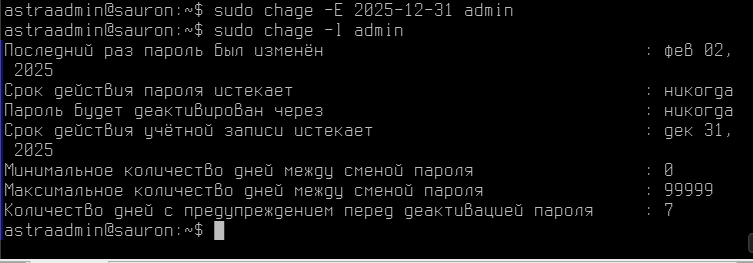 astraadmin@sauron:~$ sudo chage -E 2025-12-31 admin
astraadmin@sauron:~$ sudo chage -l admin
Последний раз пароль был изменён : фев 02,
2025
Срок действия пароля истекает : никогда
Пароль будет деактивирован через : никогда
Срок действия учётной записи истекает : дек 31,
2025
Минимальное количество дней между сменой пароля : 0
Максимальное количество дней между сменой пароля : 99999
Количество дней с предупреждением перед деактивацией пароля : 7
astraadmin@sauron:~$